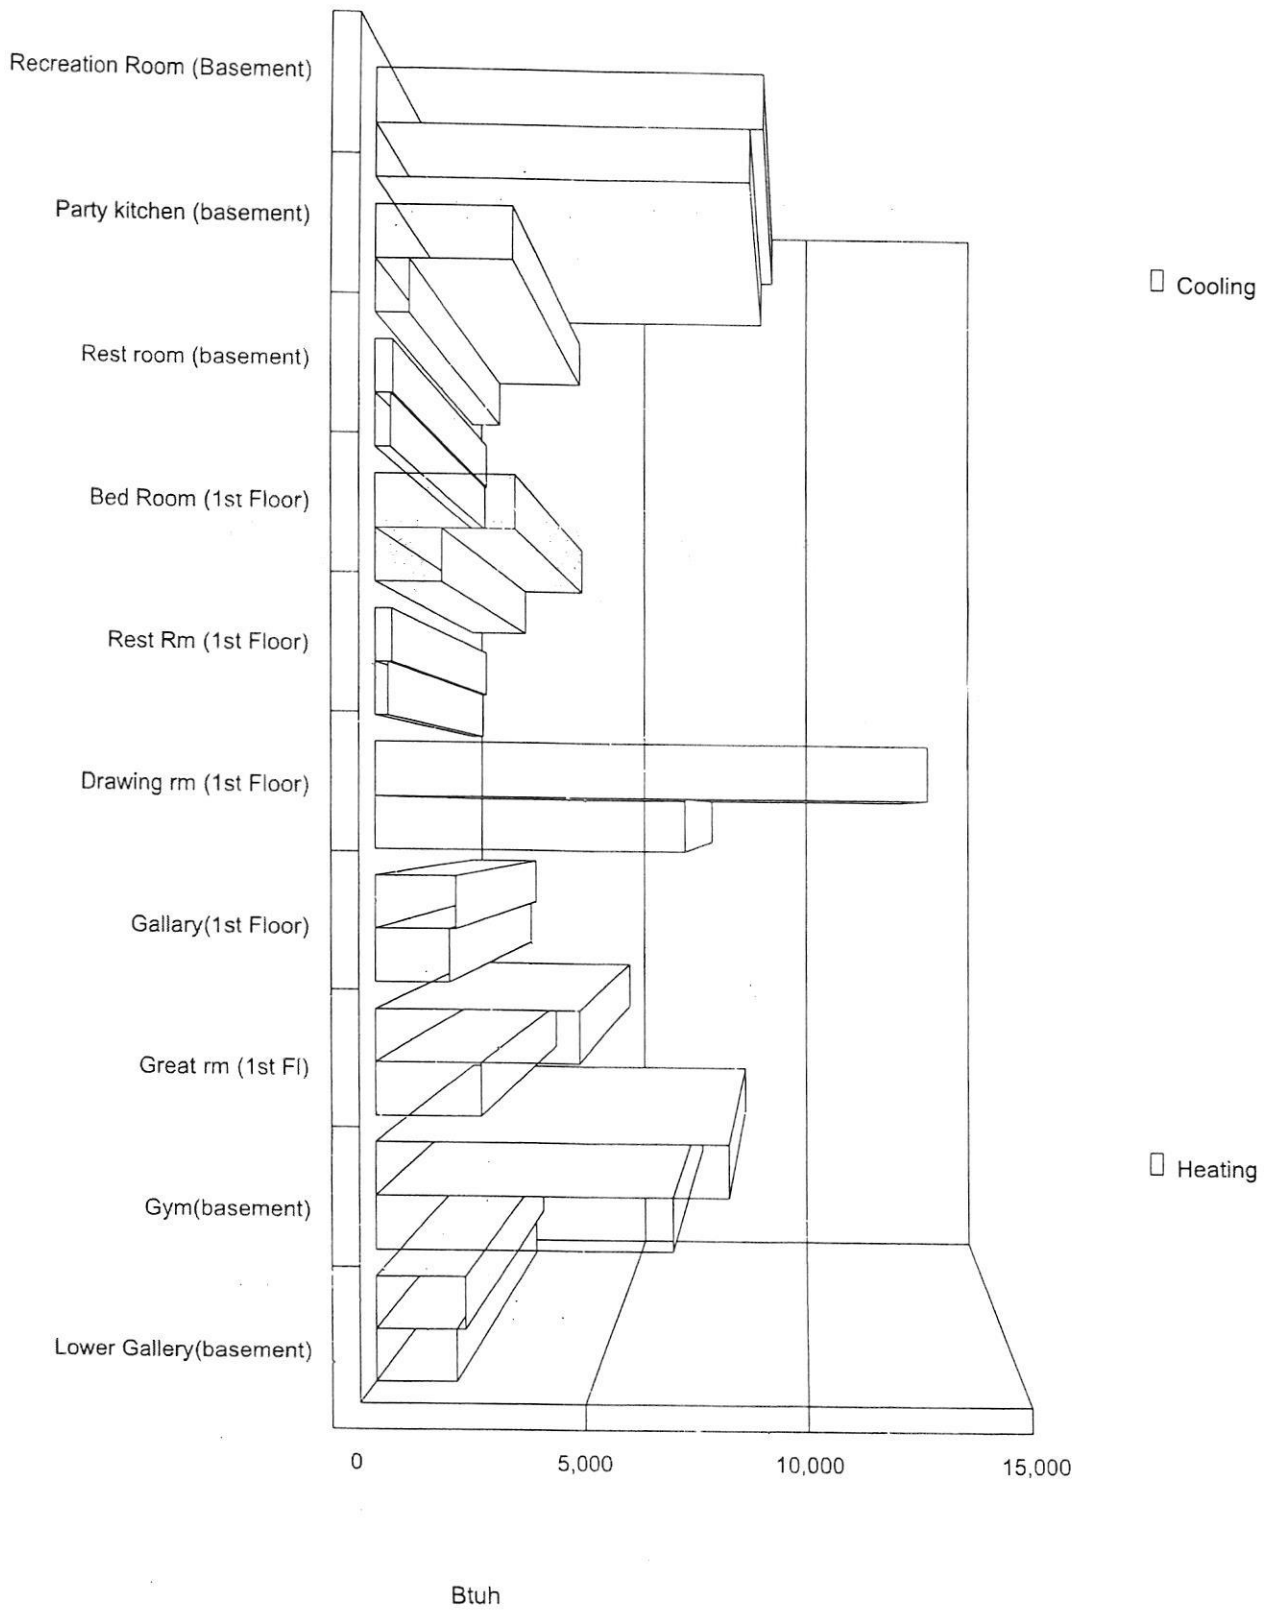 Recreation Room (Basement)
Party kitchen (basement)
Cooling
Rest room (basement)
Bed Room (1st Floor)
Rest Rm (1st Floor)
Drawing rm (1st Floor)
Gallary(1st Floor)
Great rm (1st Fl)
Heating
Gym(basement)
Lower Gallery(basement)
0 5,000 10,000 15,000
Btuh